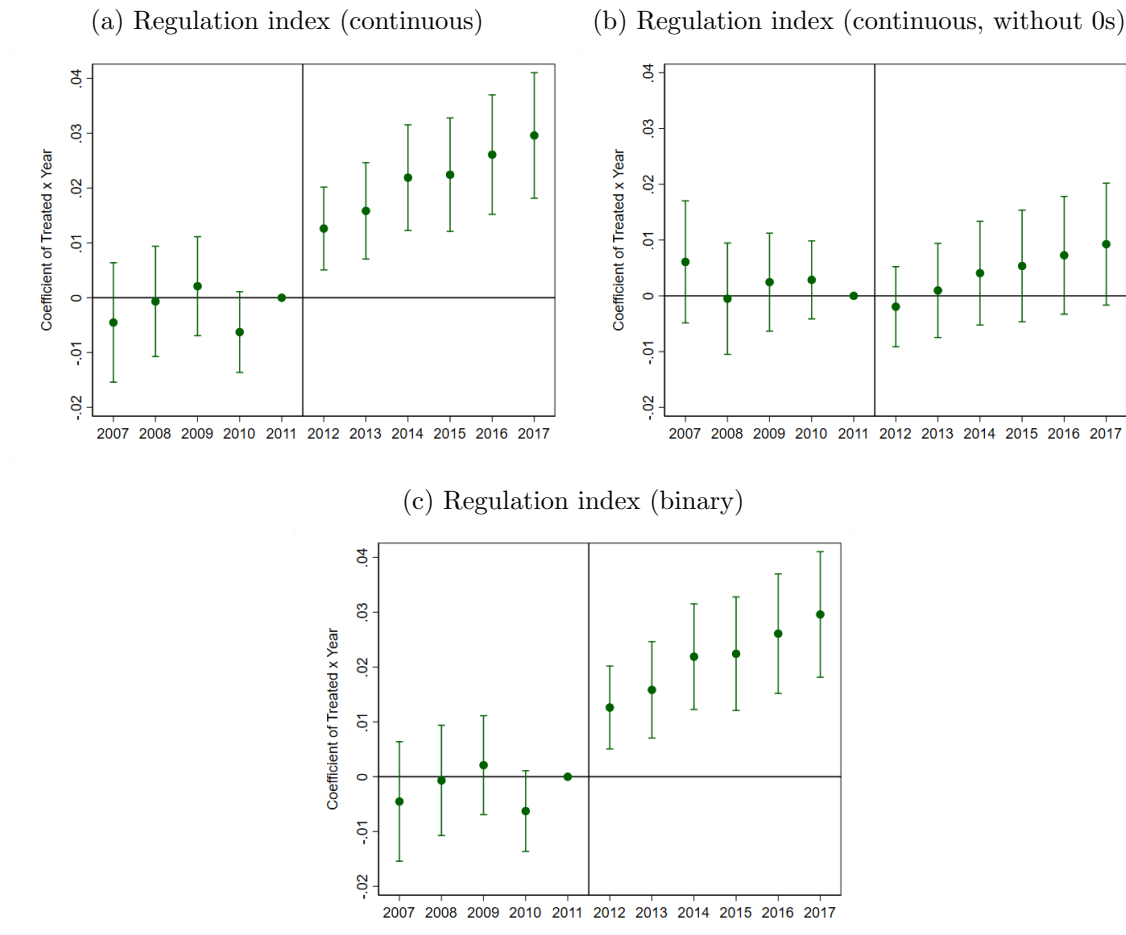 (a) Regulation index (continuous)
Coefficient of Treated x Year
.04
.03
.02
.01
0
-.01
-.02
2007 2008 2009 2010 2011 2012 2013 2014 2015 2016 2017
(b) Regulation index (continuous, without 0s)
Coefficient of Treated x Year
.04
.03
.02
.01
0
-.01
-.02
2007 2008 2009 2010 2011 2012 2013 2014 2015 2016 2017
(c) Regulation index (binary)
Coefficient of Treated x Year
.04
.03
.02
.01
0
-.01
-.02
2007 2008 2009 2010 2011 2012 2013 2014 2015 2016 2017